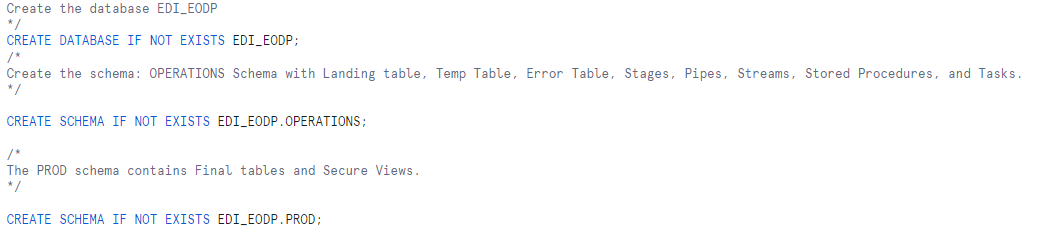 Create the database EDI_EODP
*/
CREATE DATABASE IF NOT EXISTS EDI_EODP;
/*
Create the schema: OPERATIONS Schema with Landing table, Temp Table, Error Table, Stages, Pipes, Streams, Stored Procedures, and Tasks.
*/
CREATE SCHEMA IF NOT EXISTS EDI_EODP.OPERATIONS;
/*
The PROD schema contains Final tables and Secure Views.
*/
CREATE SCHEMA IF NOT EXISTS EDI_EODP.PROD;